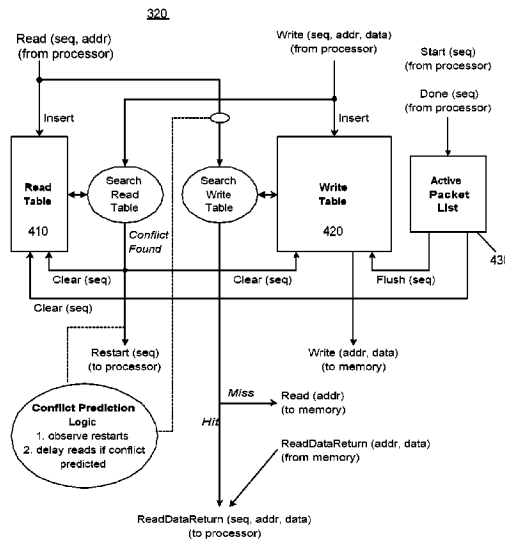 320
Read (seq, addr)
(from processor)
Write (seq, addr, data)
(from processor)
Start (seq)
(from processor)
Done (seq)
(from processor)
Insert
Insert
Read
Table
410
Search
Read
Table
Search
Write
Table
Write
Table
420
Active
Packet
List
Conflict
Found
Clear (seq)
Clear (seq)
Flush (seq)
Clear (seq)
Restart (seq)
(to processor)
Write (addr, data)
(to memory)
Conflict Prediction
Logic
1. observe restarts
2. delay reads if conflict
predicted
Miss
Read (addr)
(to memory)
Hit
ReadDataReturn (addr, data)
(from memory)
ReadDataReturn (seq, addr, data)
(to processor)